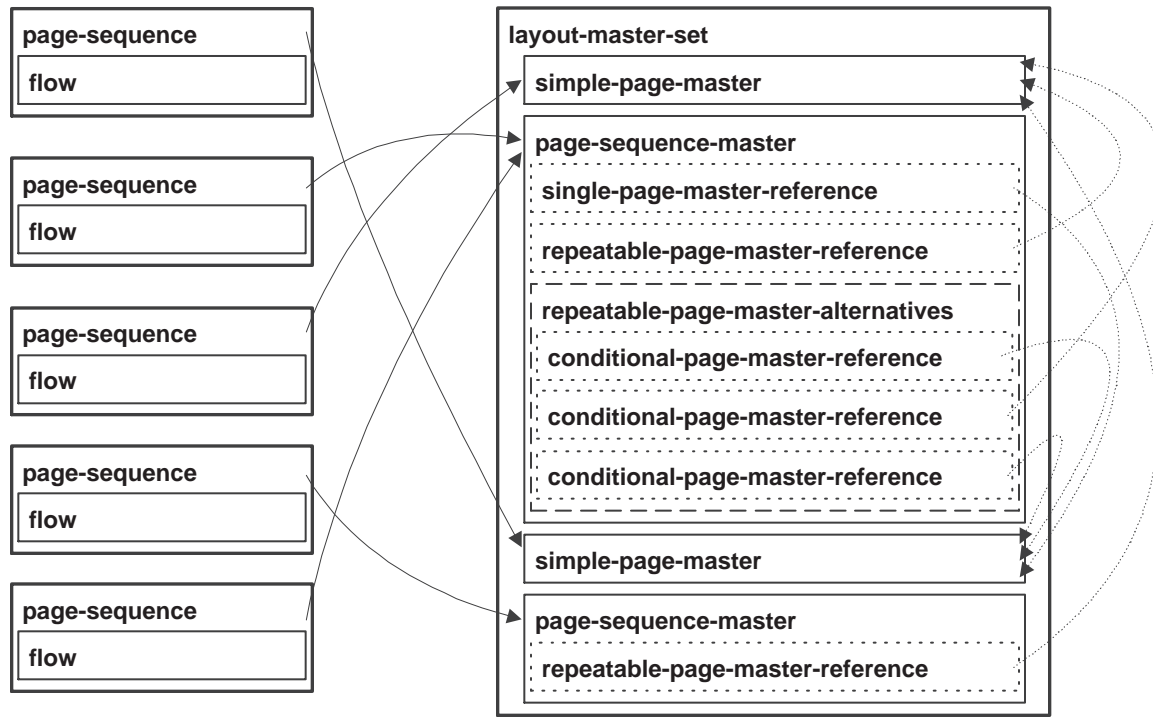 page-sequence
flow
page-sequence
flow
page-sequence
flow
page-sequence
flow
page-sequence
flow
layout-master-set
simple-page-master
page-sequence-master
single-page-master-reference
repeatable-page-master-reference
repeatable-page-master-alternatives
conditional-page-master-reference
conditional-page-master-reference
conditional-page-master-reference
simple-page-master
page-sequence-master
repeatable-page-master-reference